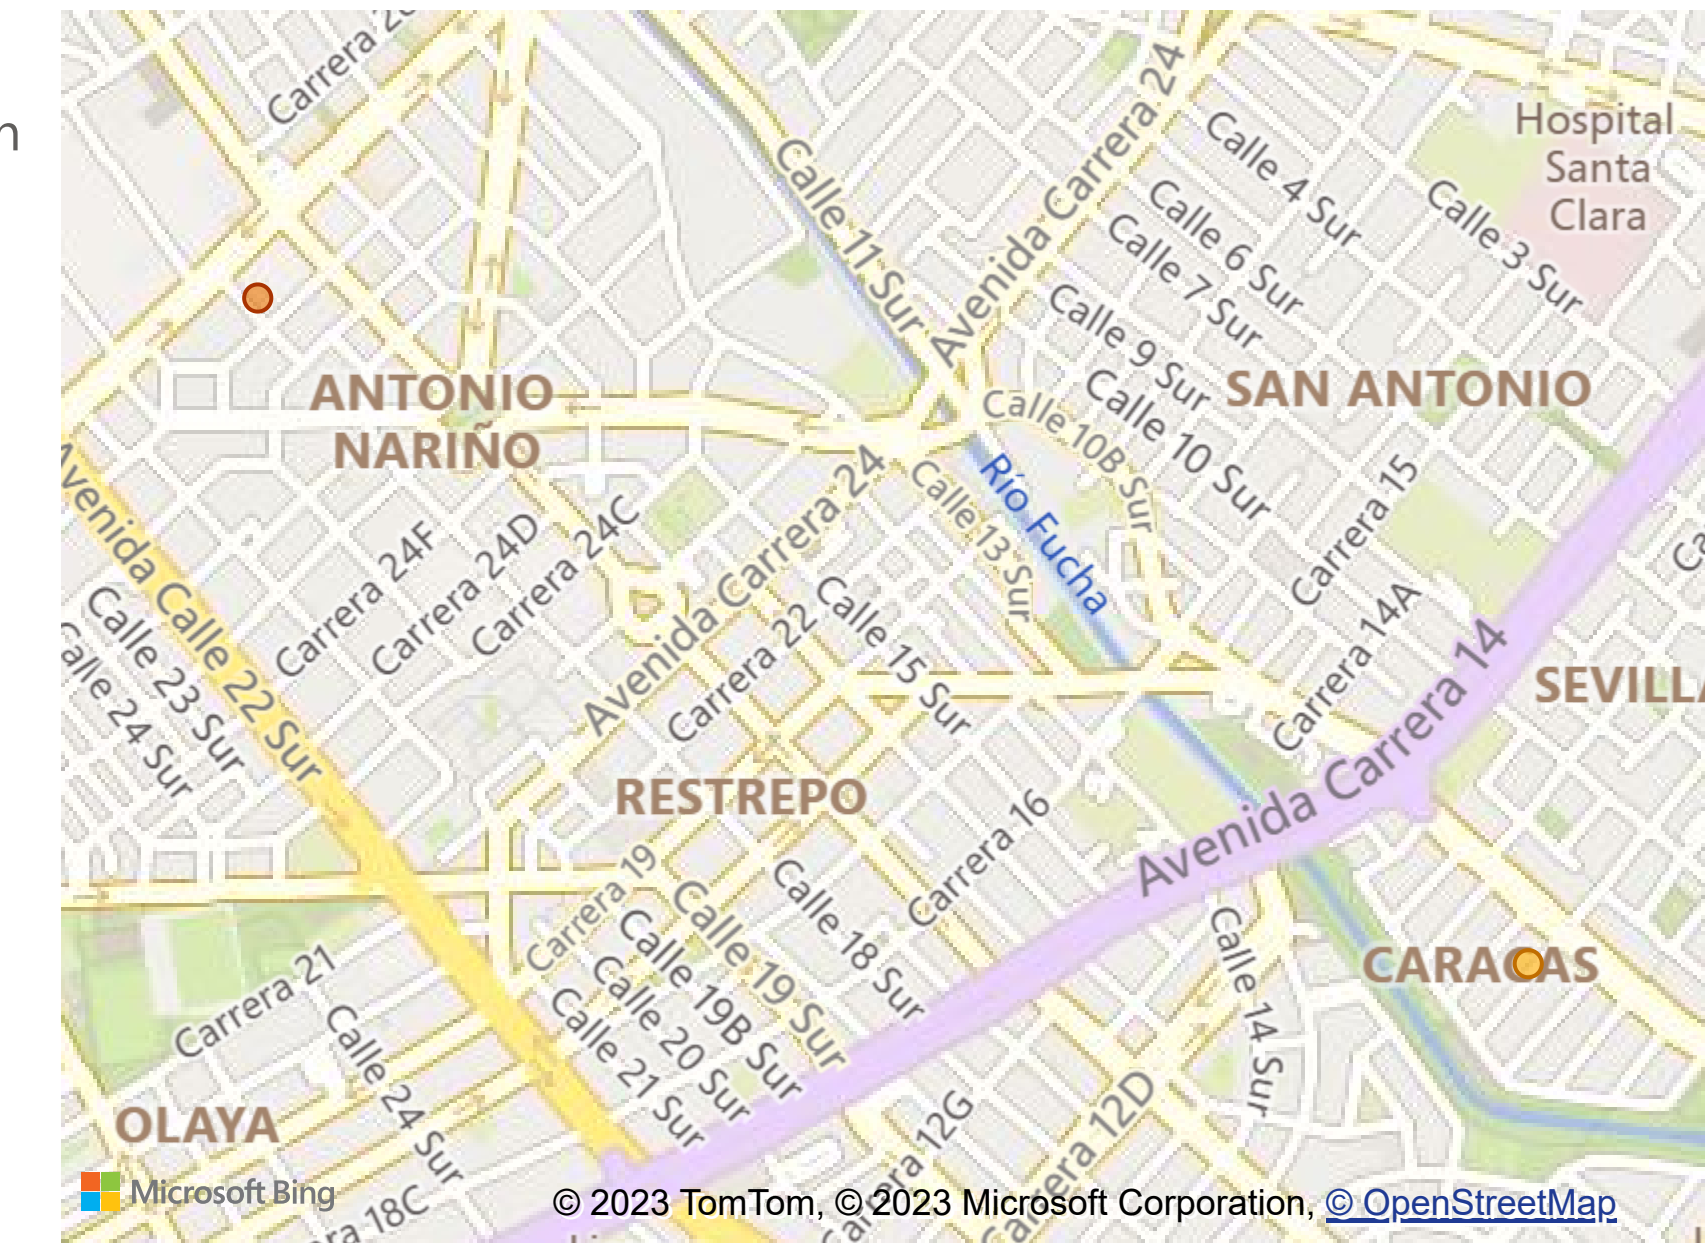 Carrera 20
n
Hospital
Santa
Clara
Avenida Carrera 24
Calle 4 Sur
Calle 3 Sur
Calle 11 Sur
Calle 6 Sur
Calle 7 Sur
Calle 9 Sur
ANTONIO
NARIÑO
SAN ANTONIO
Calle 10B Sur
Calle 10 Sur
Río Fucha
Carrera 15
Calle 13 Sur
Avenida Carrera 24
Avenida Calle 22 Sur
Carrera 24F
Carrera 24D
Carrera 24C
Calle 23 Sur
Calle 24 Sur
Calle 15 Sur
Carrera 22
Carrera 14A
Avenida Carrera 14
SEVILLA
RESTREPO
Carrera 16
Carrera 19
Calle 19 Sur
Calle 18 Sur
Calle 19B Sur
Calle 20 Sur
Calle 21 Sur
Calle 14 Sur
CARACAS
Carrera 21
Calle 24 Sur
OLAYA
Carrera 12G
Carrera 12D
ra 18C
Microsoft Bing
© 2023 TomTom, © 2023 Microsoft Corporation, © OpenStreetMap